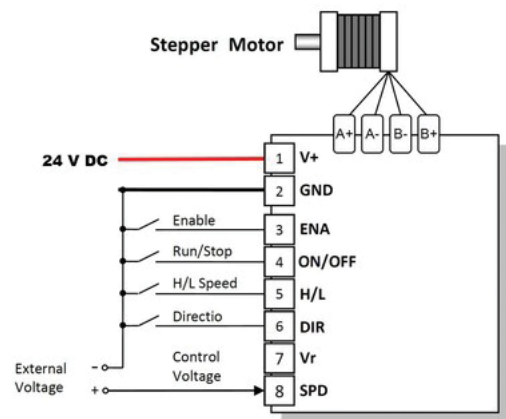 Stepper Motor
A+ A- B- B+
24 V DC 1 V+
2 GND
Enable 3 ENA
Run/Stop 4 ON/OFF
H/L Speed 5 H/L
Directio 6 DIR
7 Vr
External Voltage - +
Control Voltage 8 SPD